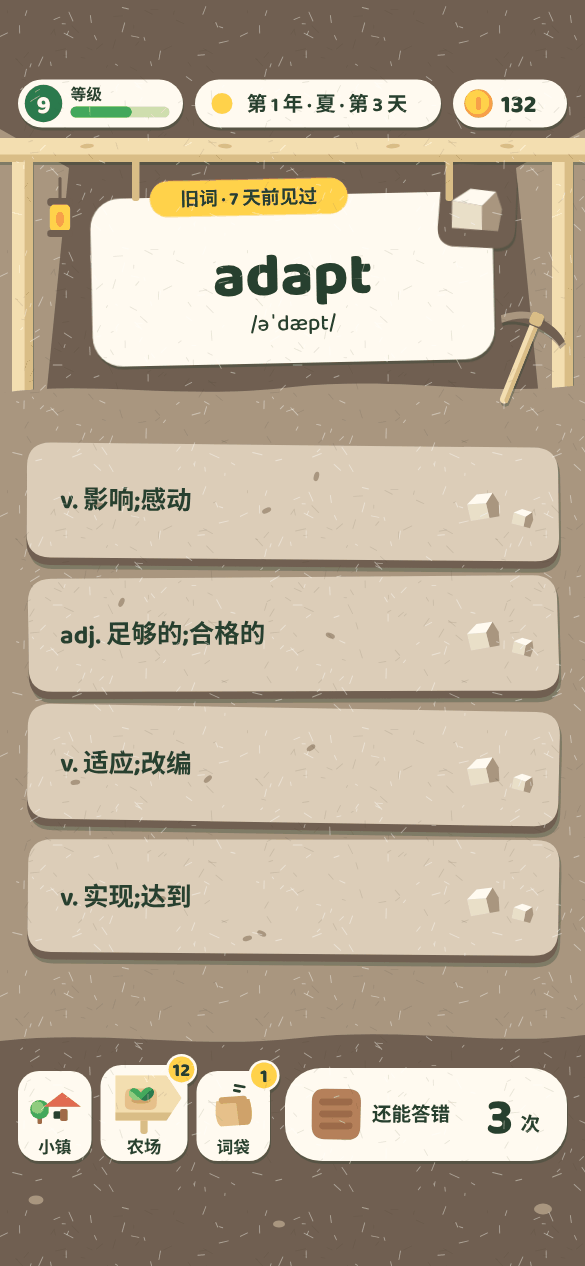 9
等级
第1年·夏·第3天
132
旧词·7天前见过
adapt
/əˈdæpt/
v. 影响;感动
adj. 足够的;合格的
v. 适应;改编
v. 实现;达到
12
1
小镇
农场
词袋
还能答错
3 次